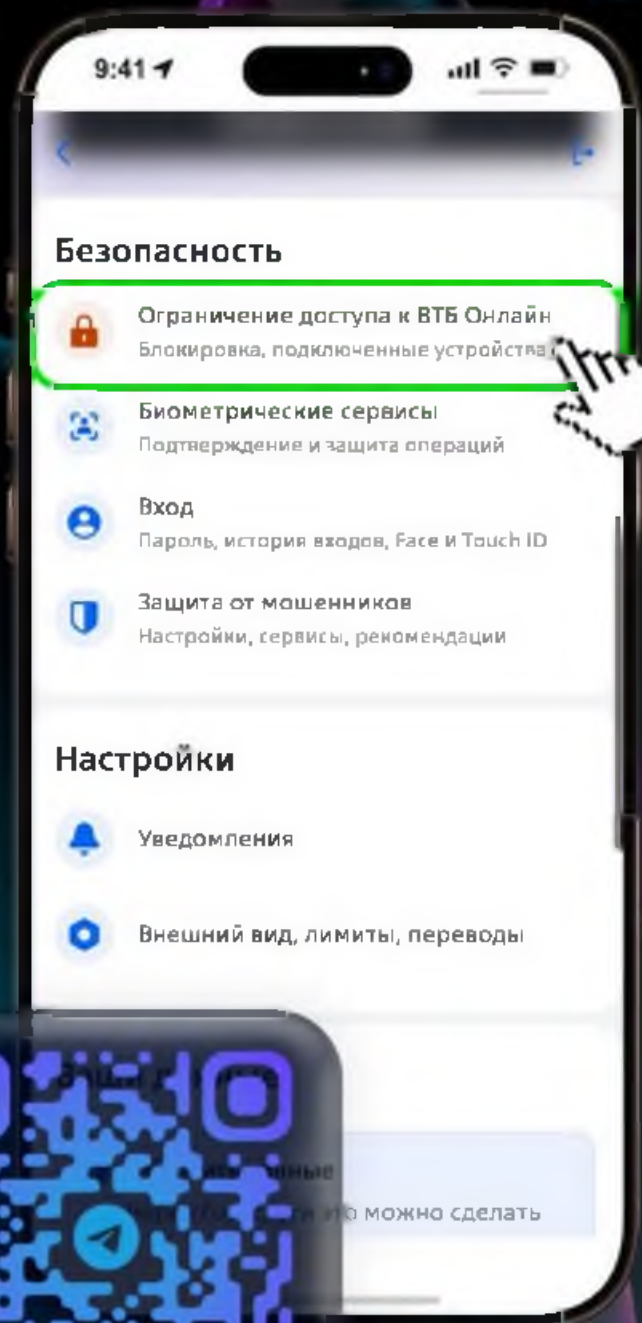 9:41
Безопасность
Ограничение доступа к ВТБ Онлайн
Блокировка, подключенные устройства
Биометрические сервисы
Подтверждение и защита операций
Вход
Пароль, история входов, Face и Touch ID
Защита от мошенников
Настройки, сервисы, рекомендации
Настройки
Уведомления
Внешний вид, лимиты, переводы
можно сделать